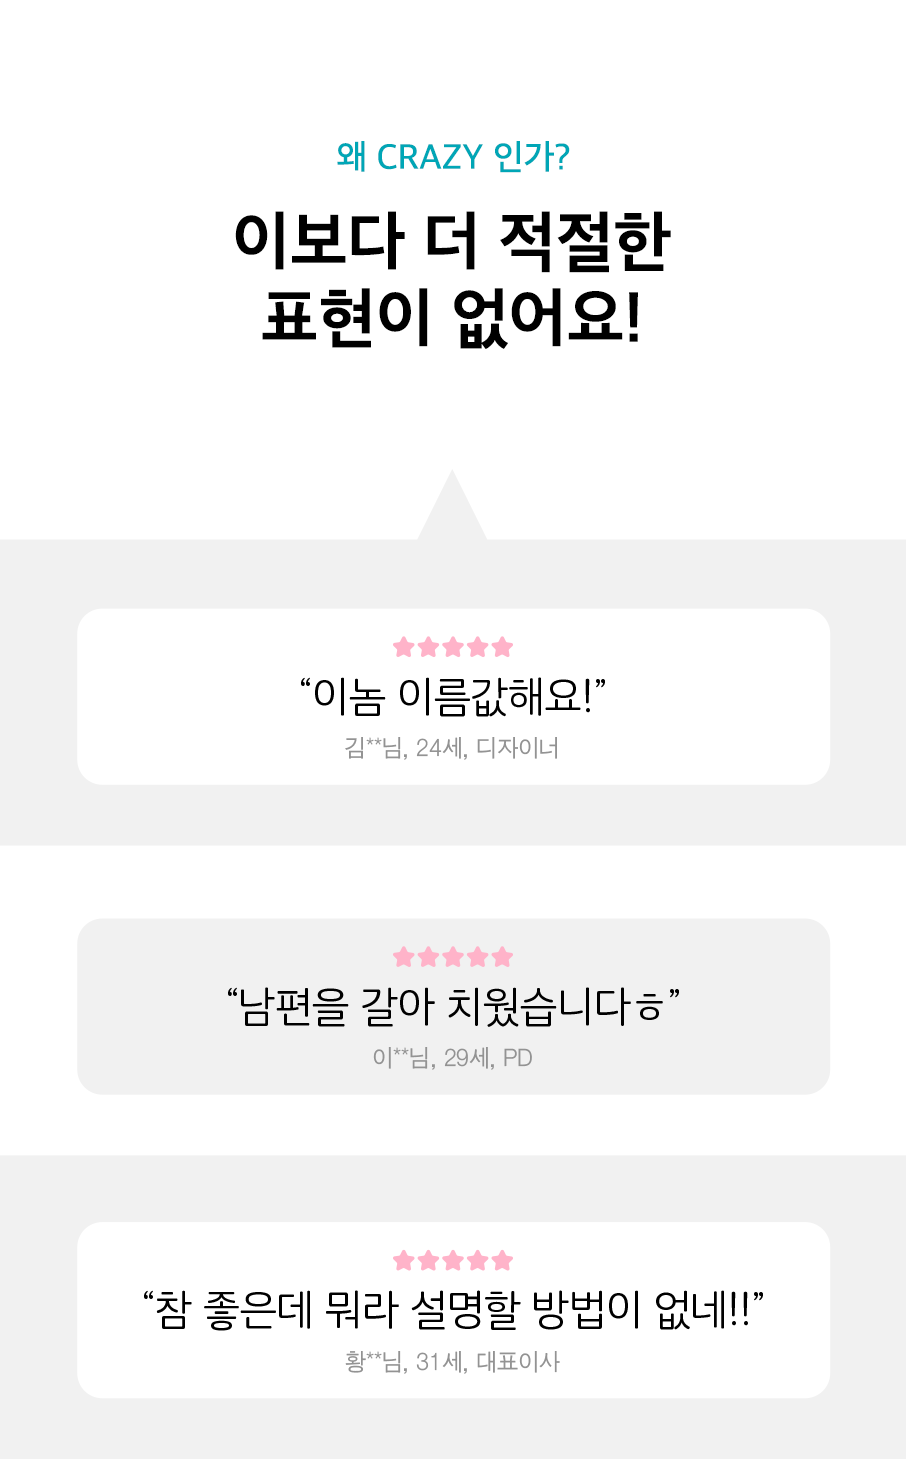 왜 CRAZY 인가?
이보다 더 적절한
표현이 없어요!
“이놈 이름값해요!”
김**님, 24세, 디자이너
“남편을 갈아 치웠습니다ㅎ”
이**님, 29세, PD
“참 좋은데 뭐라 설명할 방법이 없네!!”
황**님, 31세, 대표이사